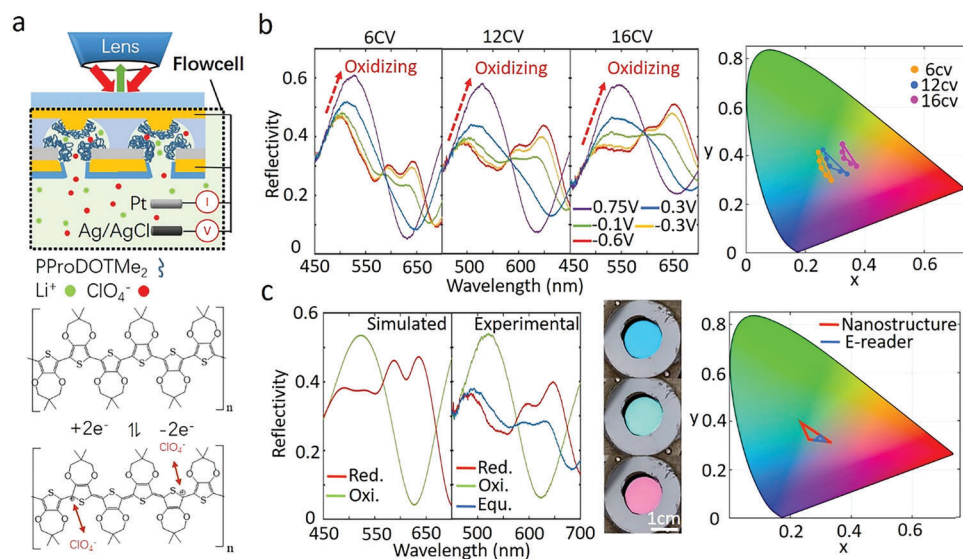 a
Lens
Flowcell
Pt
I
Ag/AgCl
V
PProDOTMe₂
Li⁺ ClO₄⁻
n
+2e⁻ ⥮ -2e⁻
ClO₄⁻
ClO₄⁻
n
b
6CV 12CV 16CV
Oxidizing Oxidizing Oxidizing
Reflectivity
0.6
0.4
0.2
0
450 550 650 500 600 500 600
Wavelength (nm)
0.75V 0.3V
-0.1V -0.3V
-0.6V
6cv
12cv
16cv
y
0.8
0.6
0.4
0.2
0
0 0.2 0.4 0.6
x
c
Simulated Experimental
Reflectivity
0.6
0.4
0.2
0
Red.
Oxi.
Red.
Oxi.
Equ.
450 550 650 500 600 700
Wavelength (nm)
1cm
Nanostructure
E-reader
y
0.8
0.6
0.4
0.2
0
0 0.2 0.4 0.6
x